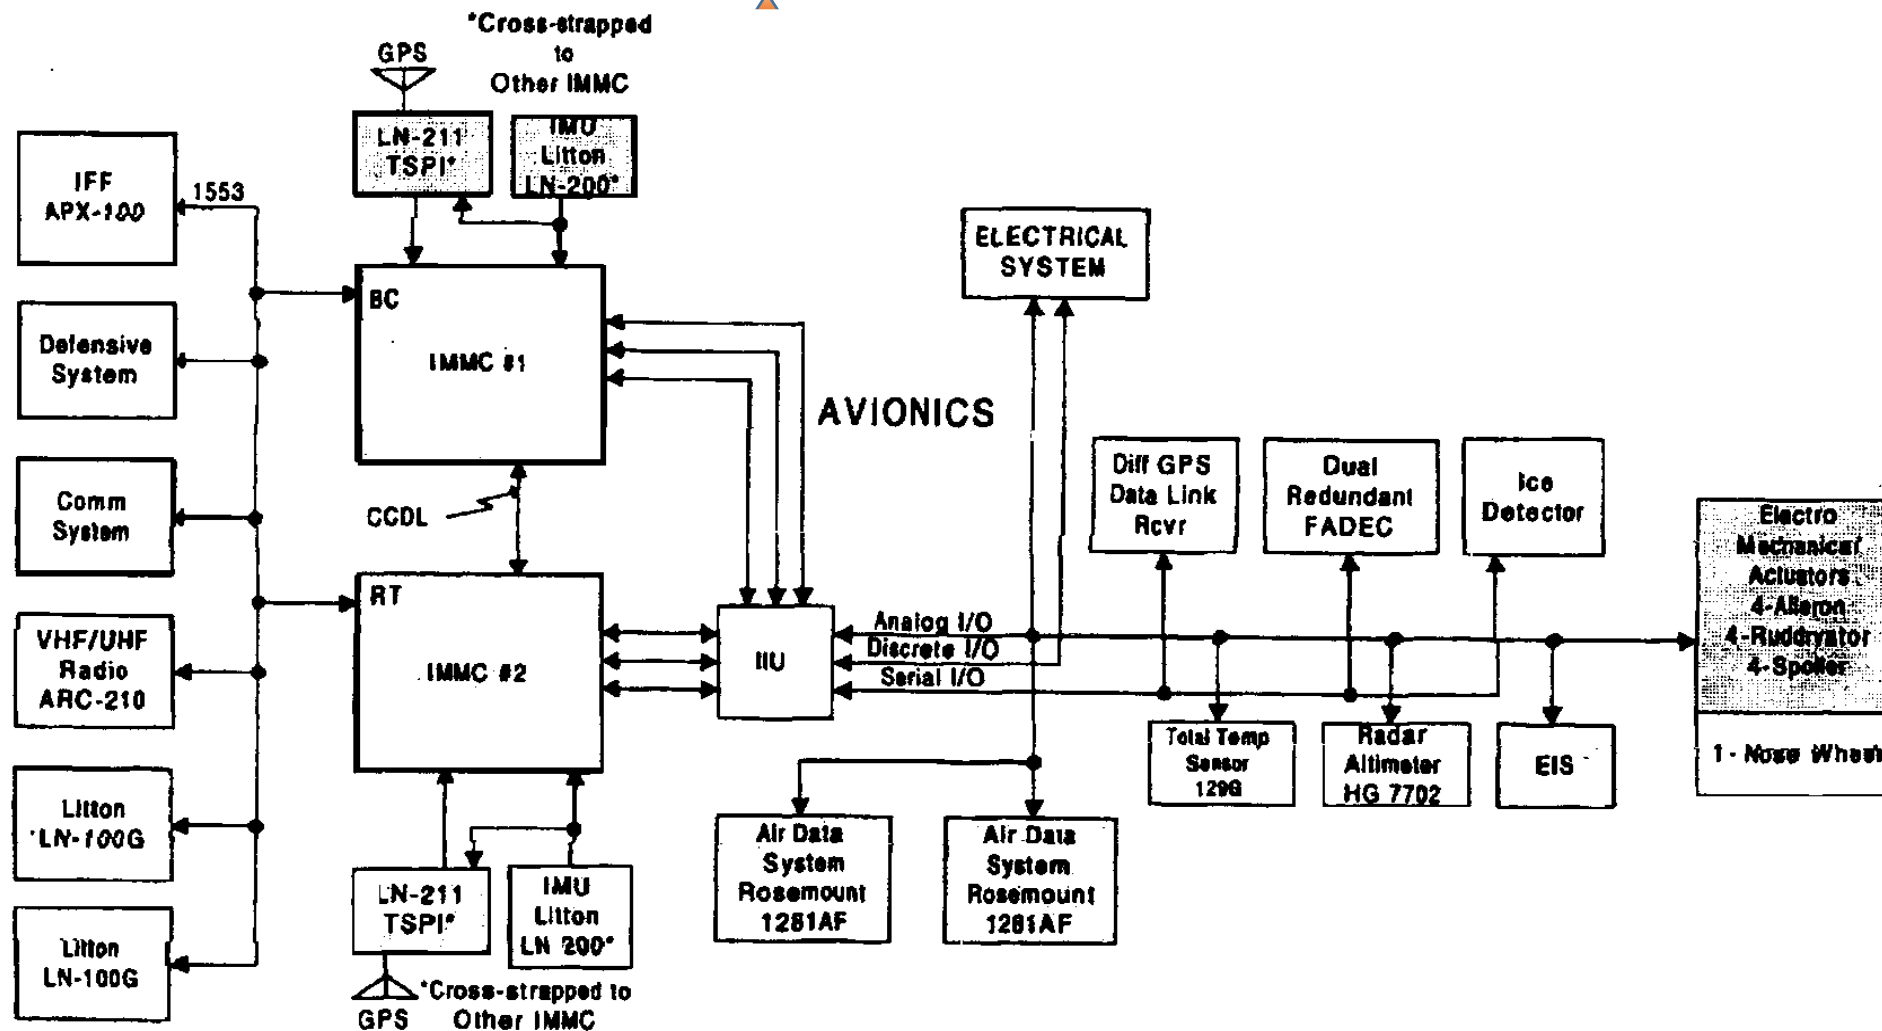 *Cross-strapped
to
Other IMMC
GPS
LN-211
TSPI*
IMU
Litton
LN-200*
IFF
APX-100
1553
Defensive
System
Comm
System
VHF/UHF
Radio
ARC-210
Litton
LN-100G
Litton
LN-100G
BC
IMMC #1
CCDL
RT
IMMC #2
LN-211
TSPI*
IMU
Litton
LN 200*
GPS
*Cross-strapped to
Other IMMC
AVIONICS
ELECTRICAL
SYSTEM
IIU
Analog I/O
Discrete I/O
Serial I/O
Diff GPS
Data Link
Rcvr
Dual
Redundant
FADEC
Ice
Detector
Electro
Mechanical
Actuators
4-Aileron
4-Ruddrvator
4-Spoiler
1- Nose Wheel
Total Temp
Sensor
129G
Radar
Altimeter
HG 7702
EIS
Air Data
System
Rosemount
1281AF
Air Data
System
Rosemount
1281AF